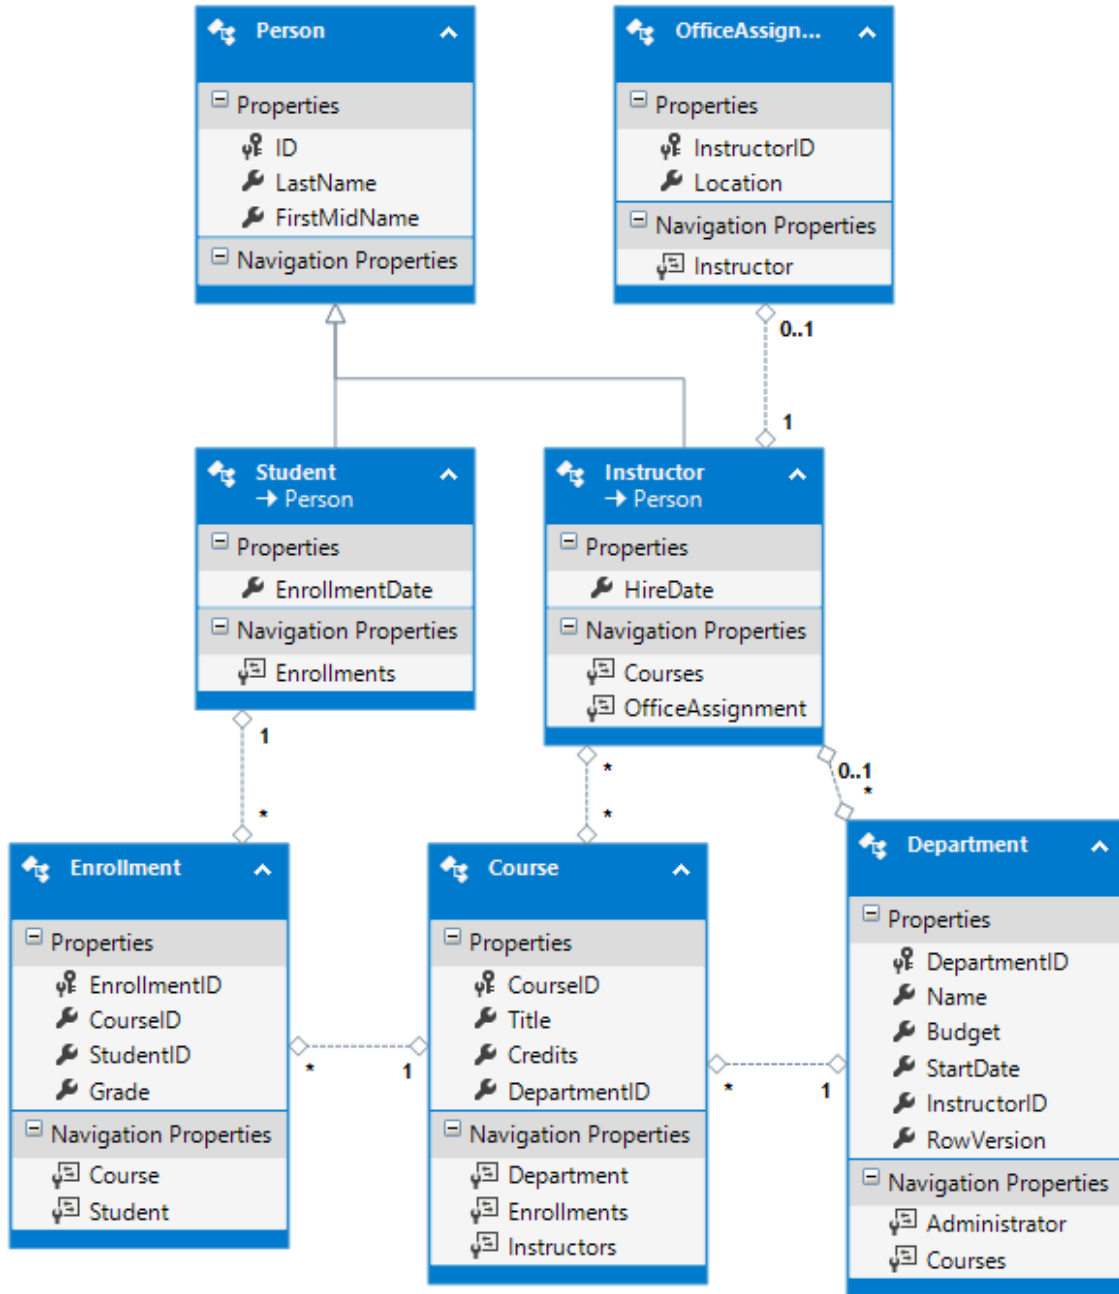 Person
Properties
ID
LastName
FirstMidName
Navigation Properties
OfficeAssign...
Properties
InstructorID
Location
Navigation Properties
Instructor
0..1
1
Student
→ Person
Properties
EnrollmentDate
Navigation Properties
Enrollments
Instructor
→ Person
Properties
HireDate
Navigation Properties
Courses
OfficeAssignment
1
*
*
*
0..1
*
Enrollment
Properties
EnrollmentID
CourseID
StudentID
Grade
Navigation Properties
Course
Student
* 1
Course
Properties
CourseID
Title
Credits
DepartmentID
Navigation Properties
Department
Enrollments
Instructors
* 1
Department
Properties
DepartmentID
Name
Budget
StartDate
InstructorID
RowVersion
Navigation Properties
Administrator
Courses